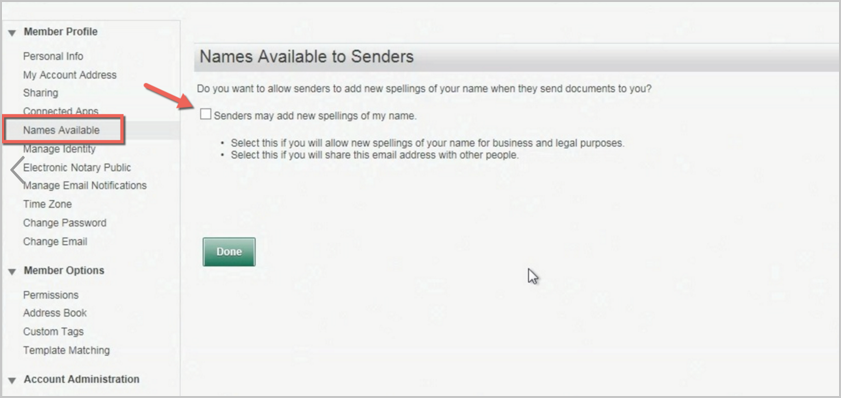 Member Profile
Personal Info
My Account Address
Sharing
Connected Apps
Names Available
Manage Identity
Electronic Notary Public
Manage Email Notifications
Time Zone
Change Password
Change Email
Member Options
Permissions
Address Book
Custom Tags
Template Matching
Account Administration
Names Available to Senders
Do you want to allow senders to add new spellings of your name when they send documents to you?
Senders may add new spellings of my name.
• Select this if you will allow new spellings of your name for business and legal purposes.
• Select this if you will share this email address with other people.
Done